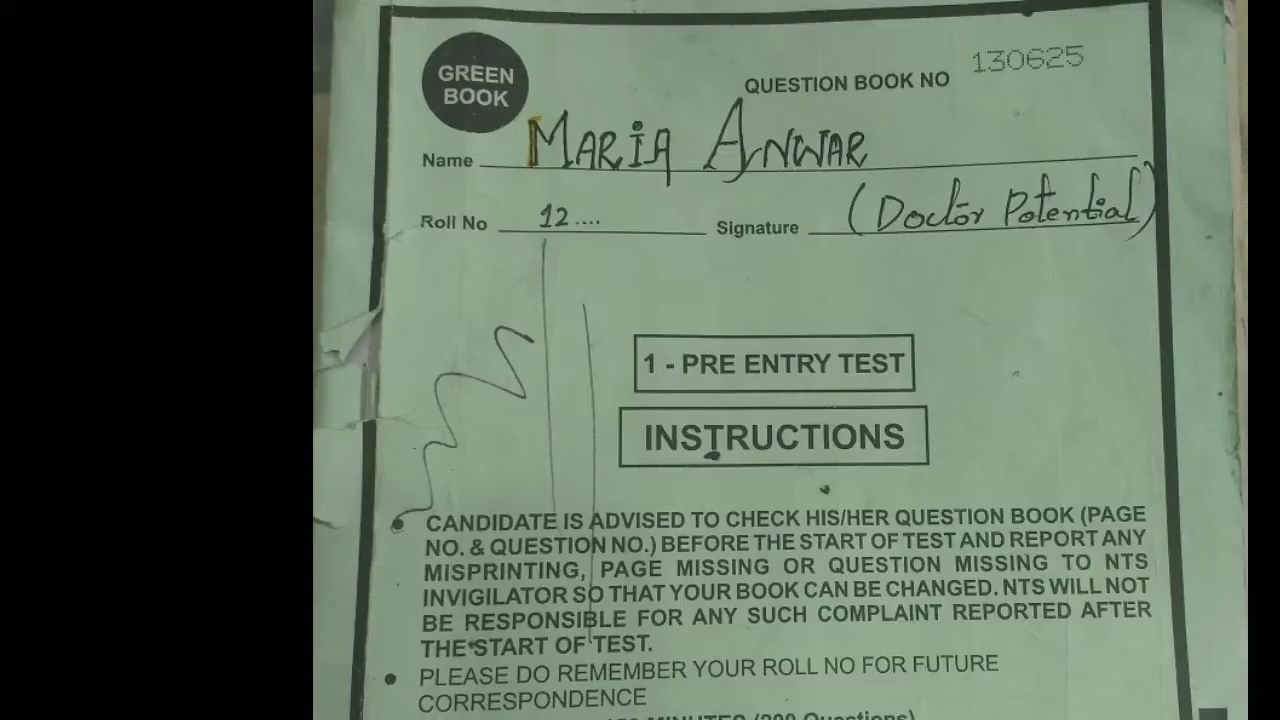 GREEN
BOOK
QUESTION BOOK NO 130625
Name MARiA ANWAR
Roll No 12.... Signature (Doctor Potential)
1 - PRE ENTRY TEST
INSTRUCTIONS
• CANDIDATE IS ADVISED TO CHECK HIS/HER QUESTION BOOK (PAGE
NO. & QUESTION NO.) BEFORE THE START OF TEST AND REPORT ANY
MISPRINTING, PAGE MISSING OR QUESTION MISSING TO NTS
INVIGILATOR SO THAT YOUR BOOK CAN BE CHANGED. NTS WILL NOT
BE RESPONSIBLE FOR ANY SUCH COMPLAINT REPORTED AFTER
THE START OF TEST.
• PLEASE DO REMEMBER YOUR ROLL NO FOR FUTURE
CORRESPONDENCE
MINUTES (200 Questions)